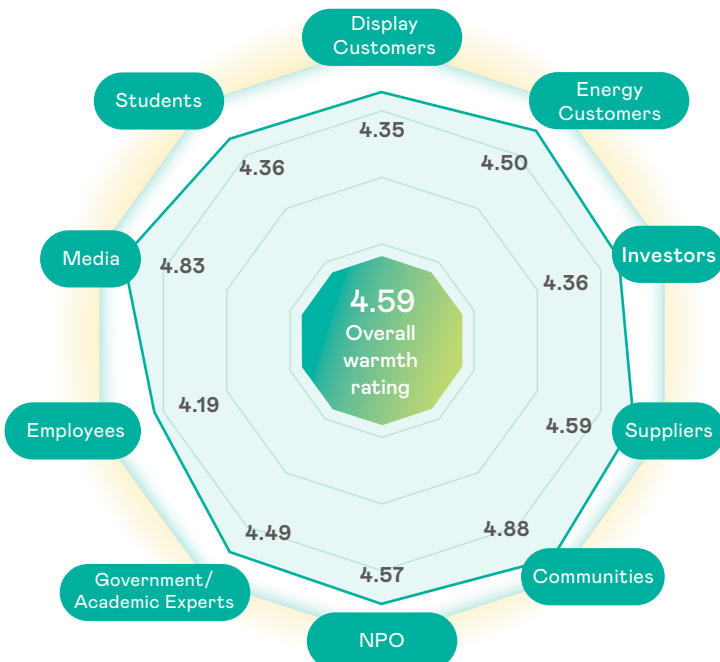 Display
Customers
Students
Energy
Customers
4.35
4.36
4.50
Media
4.83
Investors
4.36
4.59
Overall
warmth
rating
Employees
4.19
4.59
Suppliers
4.49
4.88
Government/
Academic Experts
4.57
Communities
NPO